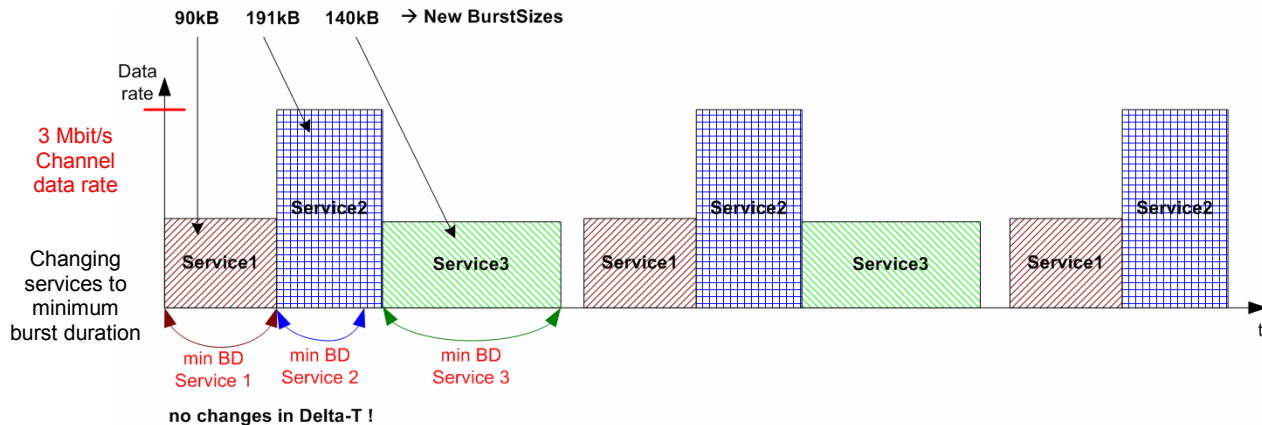 90kB 191kB 140kB → New BurstSizes
Data
rate
3 Mbit/s
Channel
data rate
Service2
Service2
Service2
Service1
Service3
Service1
Service3
Service1
Changing
services to
minimum
burst duration
t
min BD
Service 1
min BD
Service 2
min BD
Service 3
no changes in Delta-T !